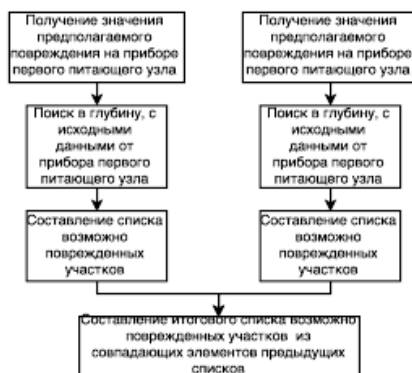 Получение значения
предполагаемого
повреждения на приборе
первого питающего узла
Поиск в глубину, с
исходными
данными от
прибора первого
питающего узла
Составление списка
возможно
поврежденных
участков
Получение значения
предполагаемого
повреждения на приборе
первого питающего узла
Поиск в глубину, с
исходными
данными от
прибора первого
питающего узла
Составление списка
возможно
поврежденных
участков
Составление итогового списка возможно
поврежденных участков из
совпадающих элементов предыдущих
списков